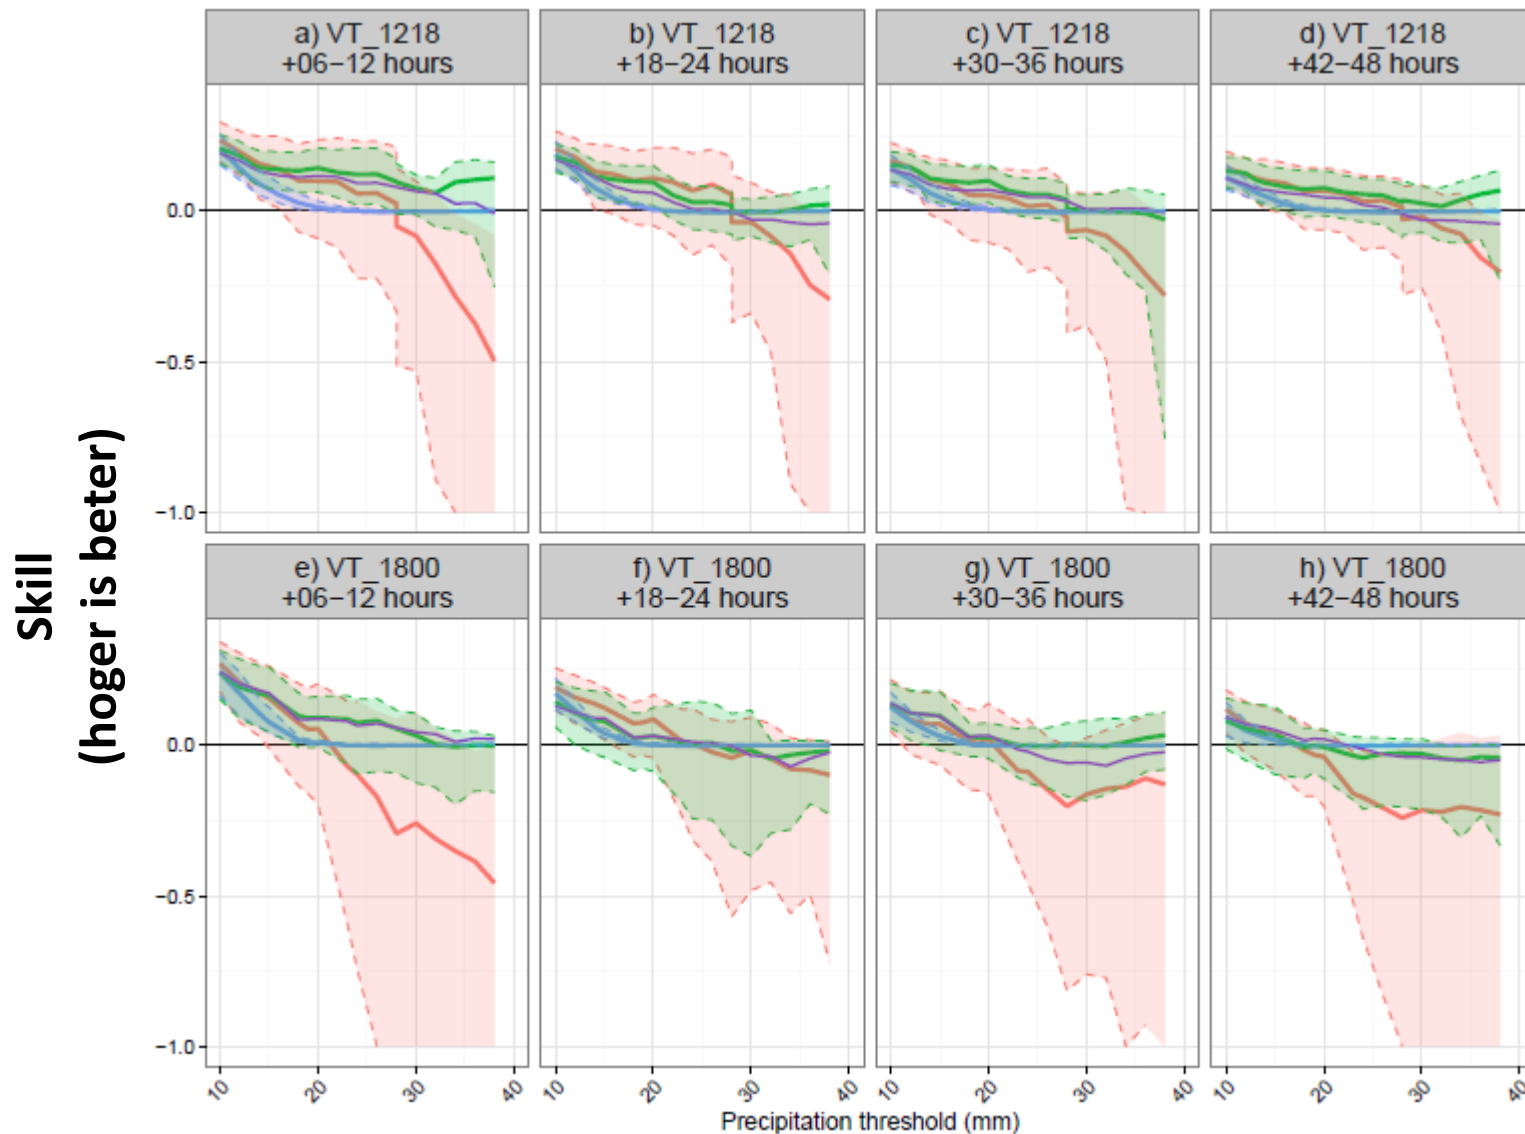 a) VT_1218
+06−12 hours
b) VT_1218
+18−24 hours
c) VT_1218
+30−36 hours
d) VT_1218
+42−48 hours
0.0
−0.5
−1.0
Skill
(hoger is beter)
e) VT_1800
+06−12 hours
f) VT_1800
+18−24 hours
g) VT_1800
+30−36 hours
h) VT_1800
+42−48 hours
0.0
−0.5
−1.0
10 20 30 40 10 20 30 40 10 20 30 40 10 20 30 40
Precipitation threshold (mm)